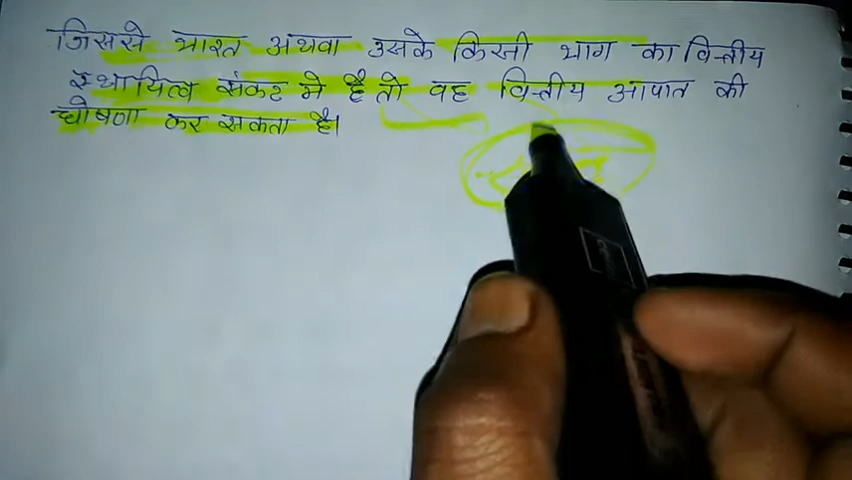 जिससे भारत अथवा उसके किसी भाग का वित्तीय
स्थायित्व संकट मे है तो वह वित्तीय आपात की
घोषणा कर सकता है।